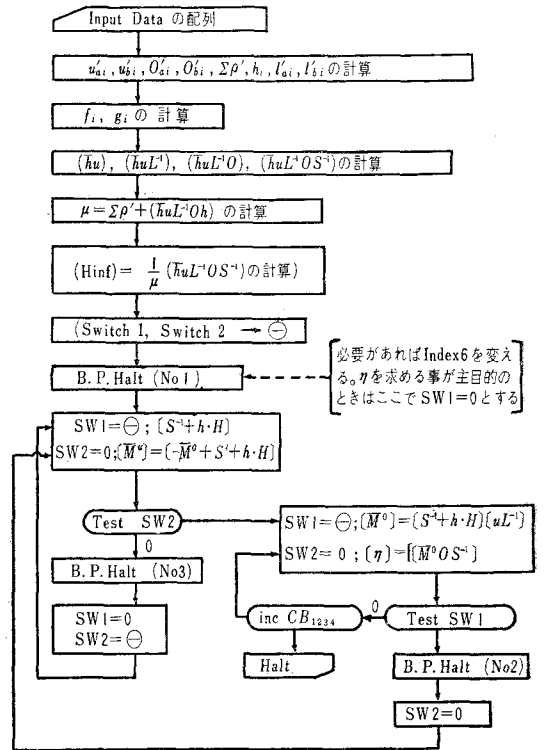 Input Data の配列
u′ai, u′bi, O′ai, O′bi, Σρ′, hi, l′ai, l′biの計算
fi, gi の 計算
(h̄u), (h̄uL⁻¹), (h̄uL⁻¹O), (h̄uL⁻¹OS⁻¹)の計算
μ=Σρ′+(h̄uL⁻¹Oh) の計算
(Hinf)= 1/μ (h̄uL⁻¹OS⁻¹)の計算)
(Switch 1, Switch 2 → ⊖
B.P.Halt (No1)
必要があればIndex6を変え
る。ηを求める事が主目的の
ときはここで SW1=0とする
SW1=⊖; [S⁻¹+h·H]
SW2=0;[M̄⁰]=[-M̄⁰+S⁻¹+h·H]
Test SW2
SW1=⊖;[M̄⁰]=[S⁻¹+h·H][uL⁻¹]
0
SW2=0 ; [η]=[[M̄⁰OS⁻¹]
B.P.Halt (No3)
SW1=0
SW2=⊖
inc CB₁₂₃₄
0
Test SW1
Halt
B.P.Halt (No2)
SW2=0